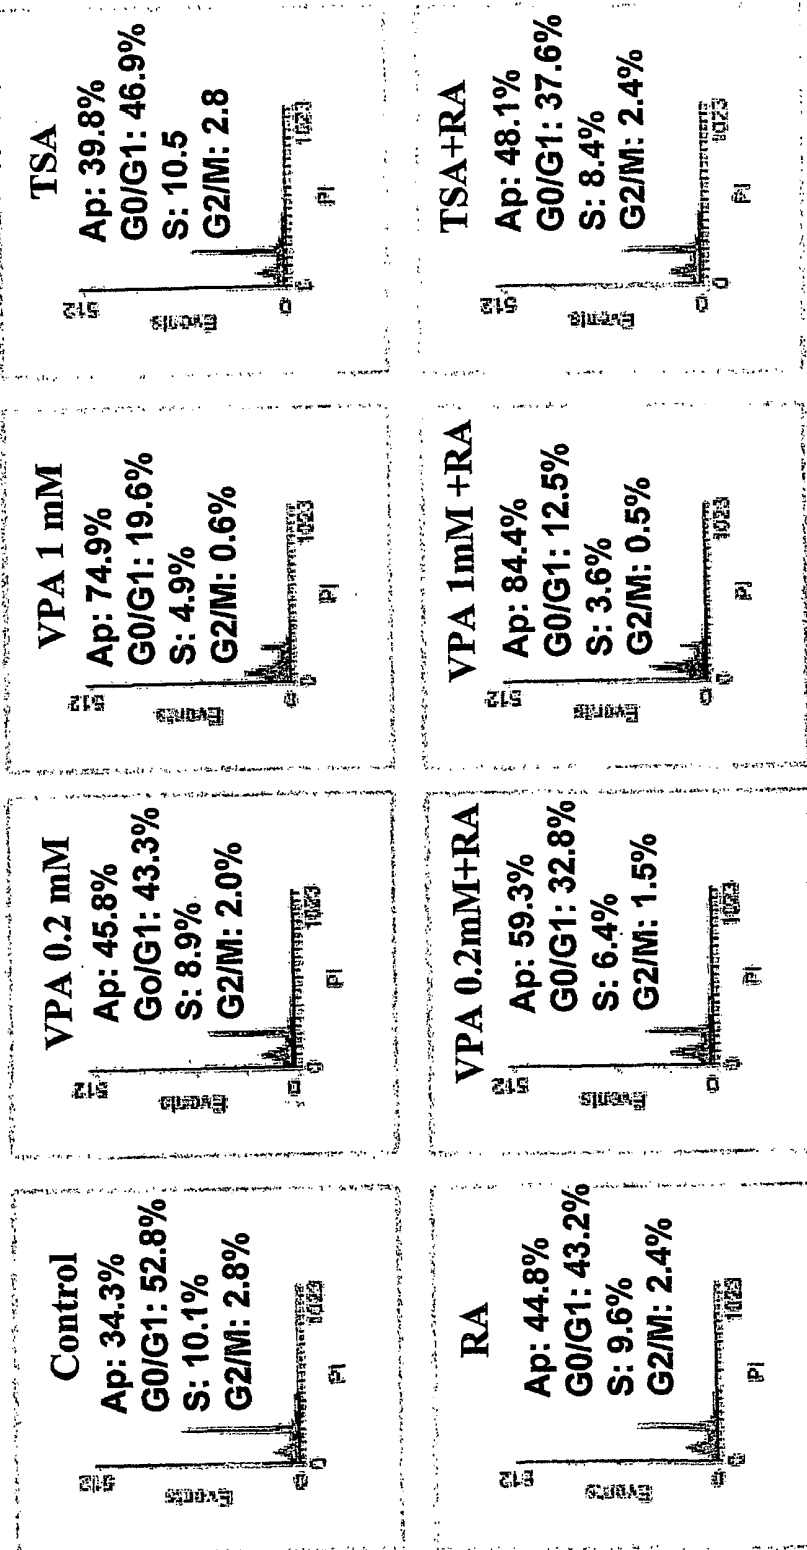 Control
Ap: 34.3%
G0/G1: 52.8%
S: 10.1%
G2/M: 2.8%
512
Events
0
0
1023
PI
VPA 0.2 mM
Ap: 45.8%
Go/G1: 43.3%
S: 8.9%
G2/M: 2.0%
512
Events
0
0
1023
PI
VPA 1 mM
Ap: 74.9%
G0/G1: 19.6%
S: 4.9%
G2/M: 0.6%
512
Events
0
0
1023
PI
TSA
Ap: 39.8%
G0/G1: 46.9%
S: 10.5
G2/M: 2.8
512
Events
0
0
1023
PI
RA
Ap: 44.8%
G0/G1: 43.2%
S: 9.6%
G2/M: 2.4%
512
Events
0
0
1023
PI
VPA 0.2mM+RA
Ap: 59.3%
G0/G1: 32.8%
S: 6.4%
G2/M: 1.5%
512
Events
0
0
1023
PI
VPA 1mM +RA
Ap: 84.4%
G0/G1: 12.5%
S: 3.6%
G2/M: 0.5%
512
Events
0
0
1023
PI
TSA+RA
Ap: 48.1%
G0/G1: 37.6%
S: 8.4%
G2/M: 2.4%
512
Events
0
0
1023
PI